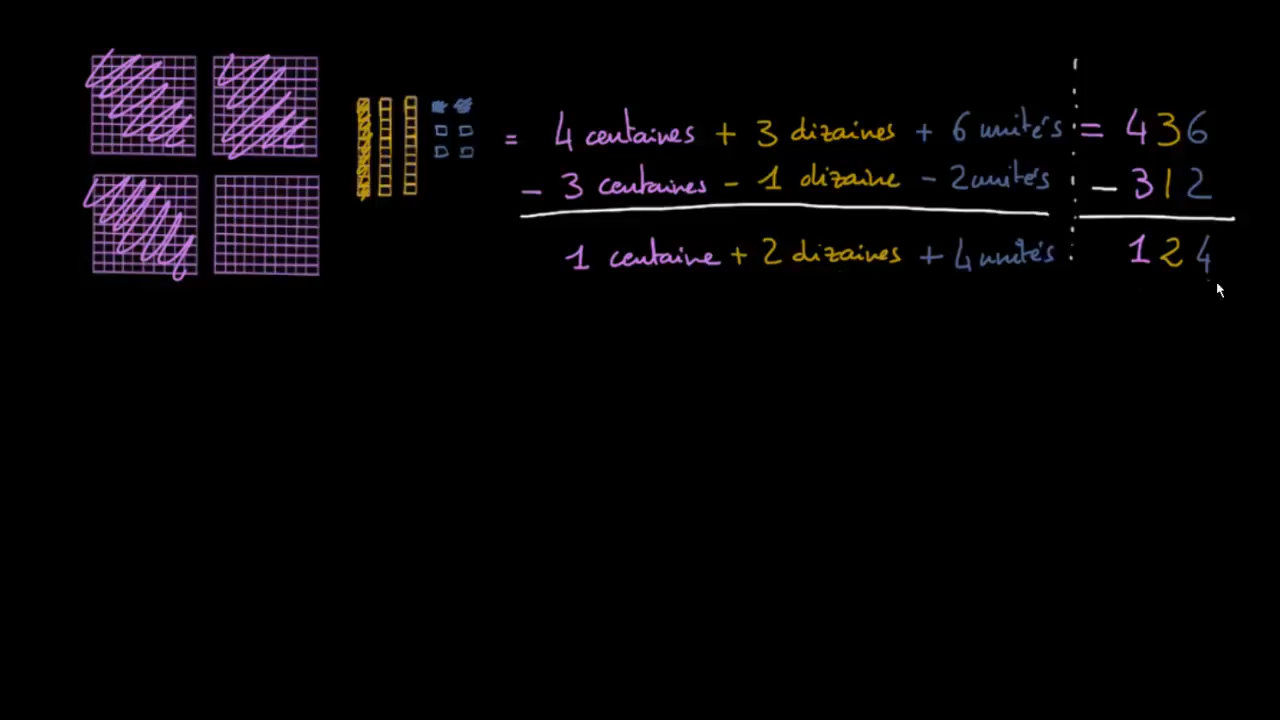 = 4 centaines + 3 dizaines + 6 unités = 436
- 3 centaines - 1 dizaine - 2 unités - 312
1 centaine + 2 dizaines + 4 unités 124